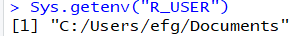 > Sys.getenv("R_USER")
[1] "C:/Users/efg/Documents"